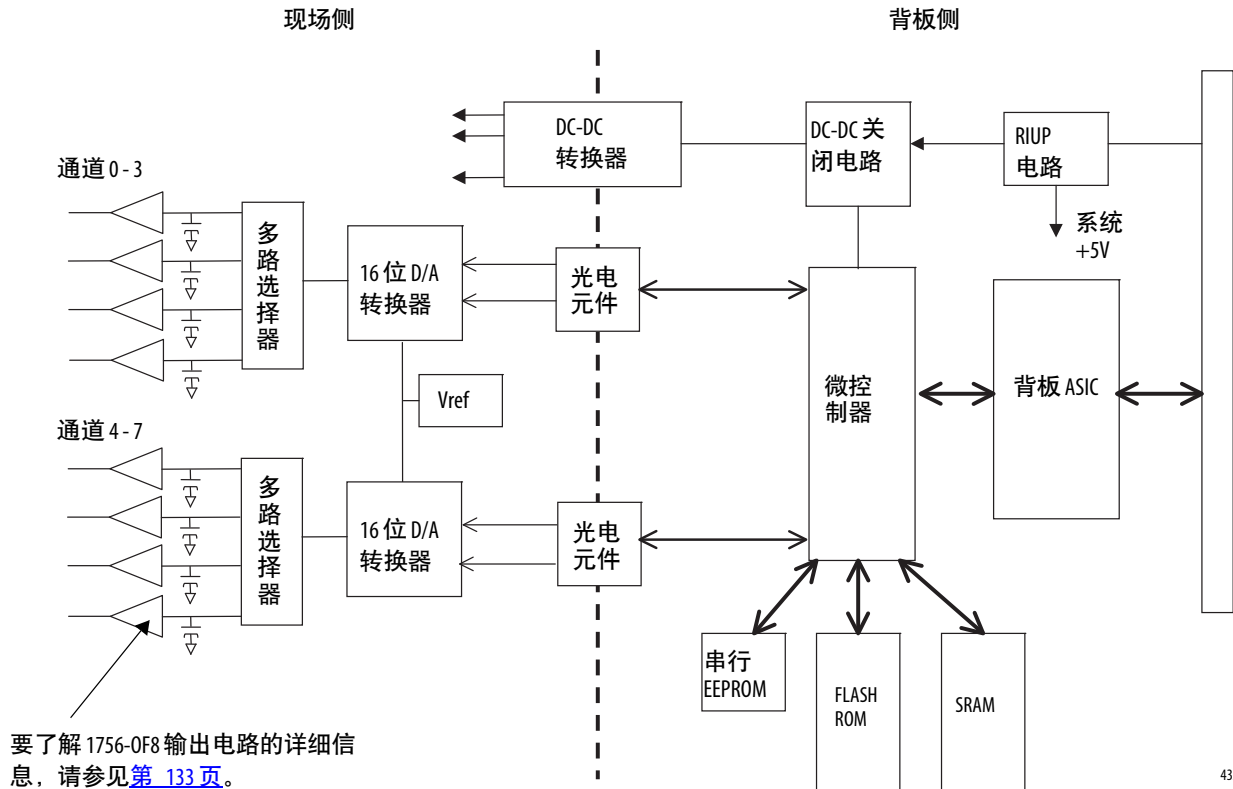 现场侧
背板侧
DC-DC
转换器
DC-DC 关
闭电路
RIUP
电路
系统
+5V
通道 0 - 3
多路选择器
16 位 D/A
转换器
光电
元件
Vref
微控
制器
背板 ASIC
通道 4 - 7
多路选择器
16 位 D/A
转换器
光电
元件
串行
EEPROM
FLASH
ROM
SRAM
要了解 1756-OF8 输出电路的详细信
息，请参见第 133 页。
43